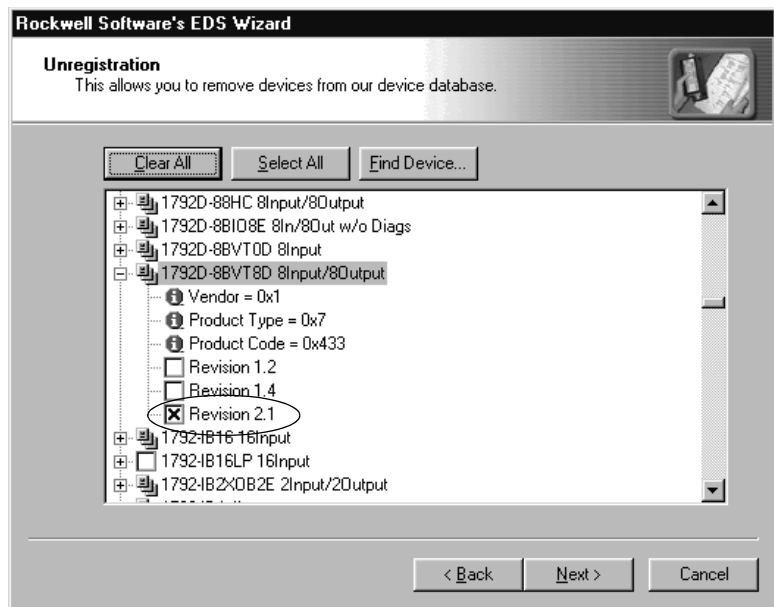 Rockwell Software's EDS Wizard
Unregistration
This allows you to remove devices from our device database.
Clear All Select All Find Device...
1792D-88HC 8Input/8Output
1792D-8BIO8E 8In/8Out w/o Diags
1792D-8BVT0D 8Input
1792D-8BVT8D 8Input/8Output
Vendor = 0x1
Product Type = 0x7
Product Code = 0x433
Revision 1.2
Revision 1.4
Revision 2.1
1792-IB16 16Input
1792-IB16LP 16Input
1792-IB2XOB2E 2Input/2Output
< Back Next > Cancel